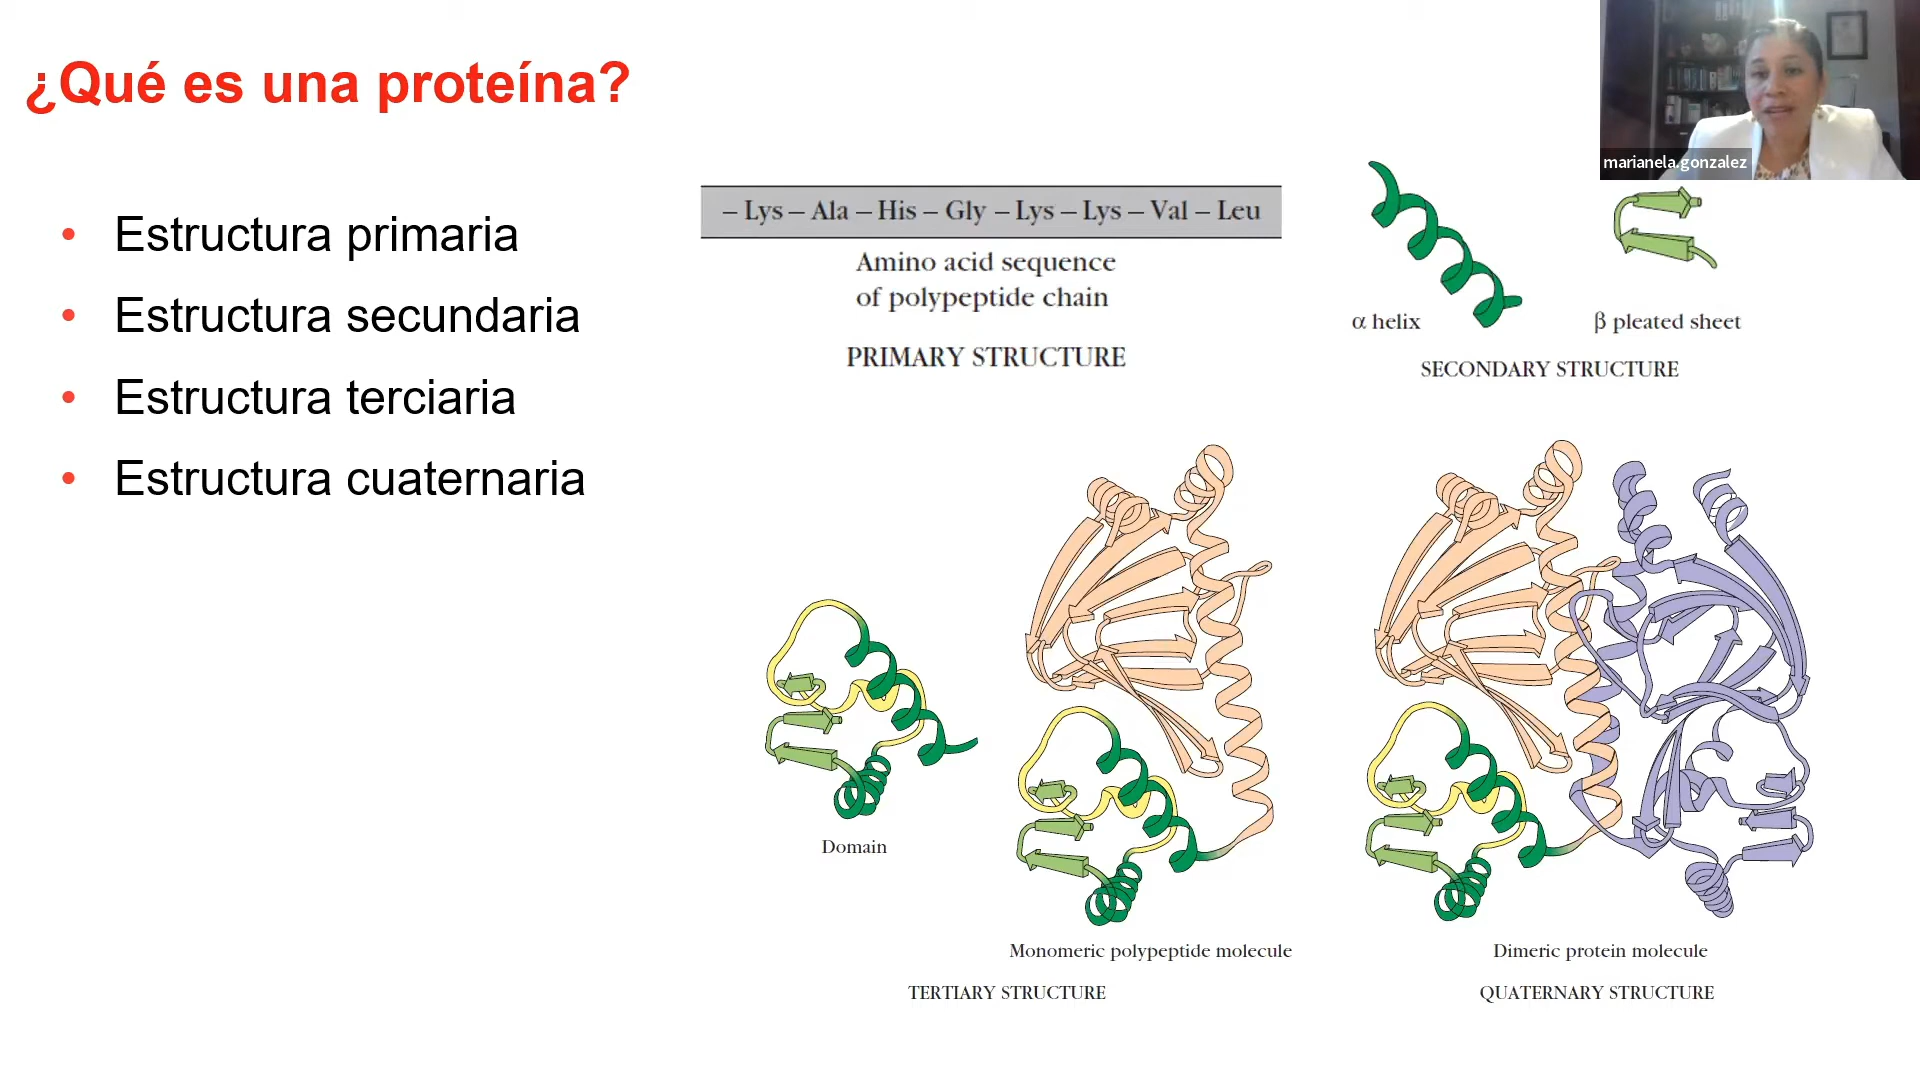 ¿Qué es una proteína?
marianela.gonzalez
• Estructura primaria
• Estructura secundaria
• Estructura terciaria
• Estructura cuaternaria
– Lys – Ala – His – Gly – Lys – Lys – Val – Leu
Amino acid sequence
of polypeptide chain
PRIMARY STRUCTURE
α helix
β pleated sheet
SECONDARY STRUCTURE
Domain
Monomeric polypeptide molecule
TERTIARY STRUCTURE
Dimeric protein molecule
QUATERNARY STRUCTURE